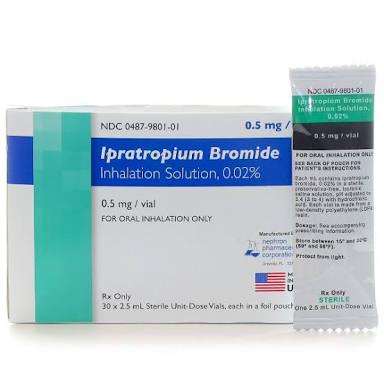 NDC 0487-9801-01
0.5 mg /
Ipratropium Bromide
Inhalation Solution, 0.02%
0.5 mg / vial
FOR ORAL INHALATION ONLY
Manufactured
nephron
pharmaceu
corporation
Rx Only
30 x 2.5 mL Sterile Unit-Dose Vials, each in a foil pouch
NDC 0487-9801-01
Ipratropium Bromide
Inhalation Solution,
0.02%
0.5 mg / vial
FOR ORAL INHALATION ONLY
SEE BACK OF POUCH FOR
PATIENT'S INSTRUCTIONS.
Each mL contains ipratropium
bromide, 0.02% in a sterile,
preservative-free, isotonic
saline solution, pH adjusted to
3.4 (3 to 4) with hydrochloric
acid. Each vial is made from a
low-density polyethylene (LDPE)
resin.
Dosage: See accompanying
prescribing information.
Store between 15° and 30°C
(59° and 86°F).
Protect from light.
Rx Only
STERILE
One 2.5 mL Unit-Dose Vial